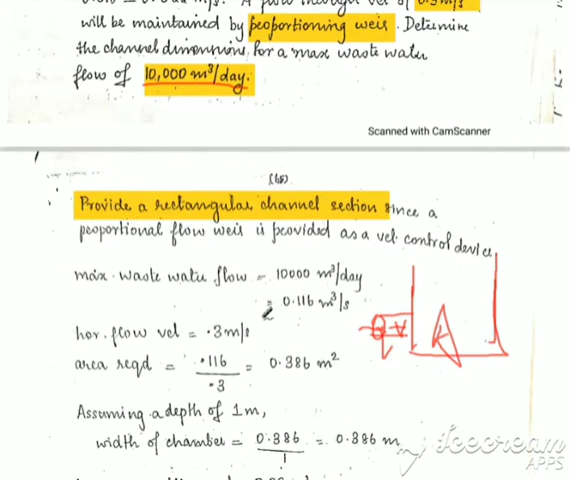 will be maintained by proportioning weir. Determine
the channel dimensions, for a max waste water
flow of 10,000 m³/day.
Scanned with CamScanner
Provide a rectangular channel section since a
proportional flow weir is provided as a vel. control device
max. waste water flow = 10000 m³/day
= 0.116 m³/s
hor. flow vel = .3 m/s
area reqd = .116 / .3 = 0.386 m²
Assuming a depth of 1m,
width of chamber = 0.386 / 1 = 0.386 m
A
Icecream
APPS